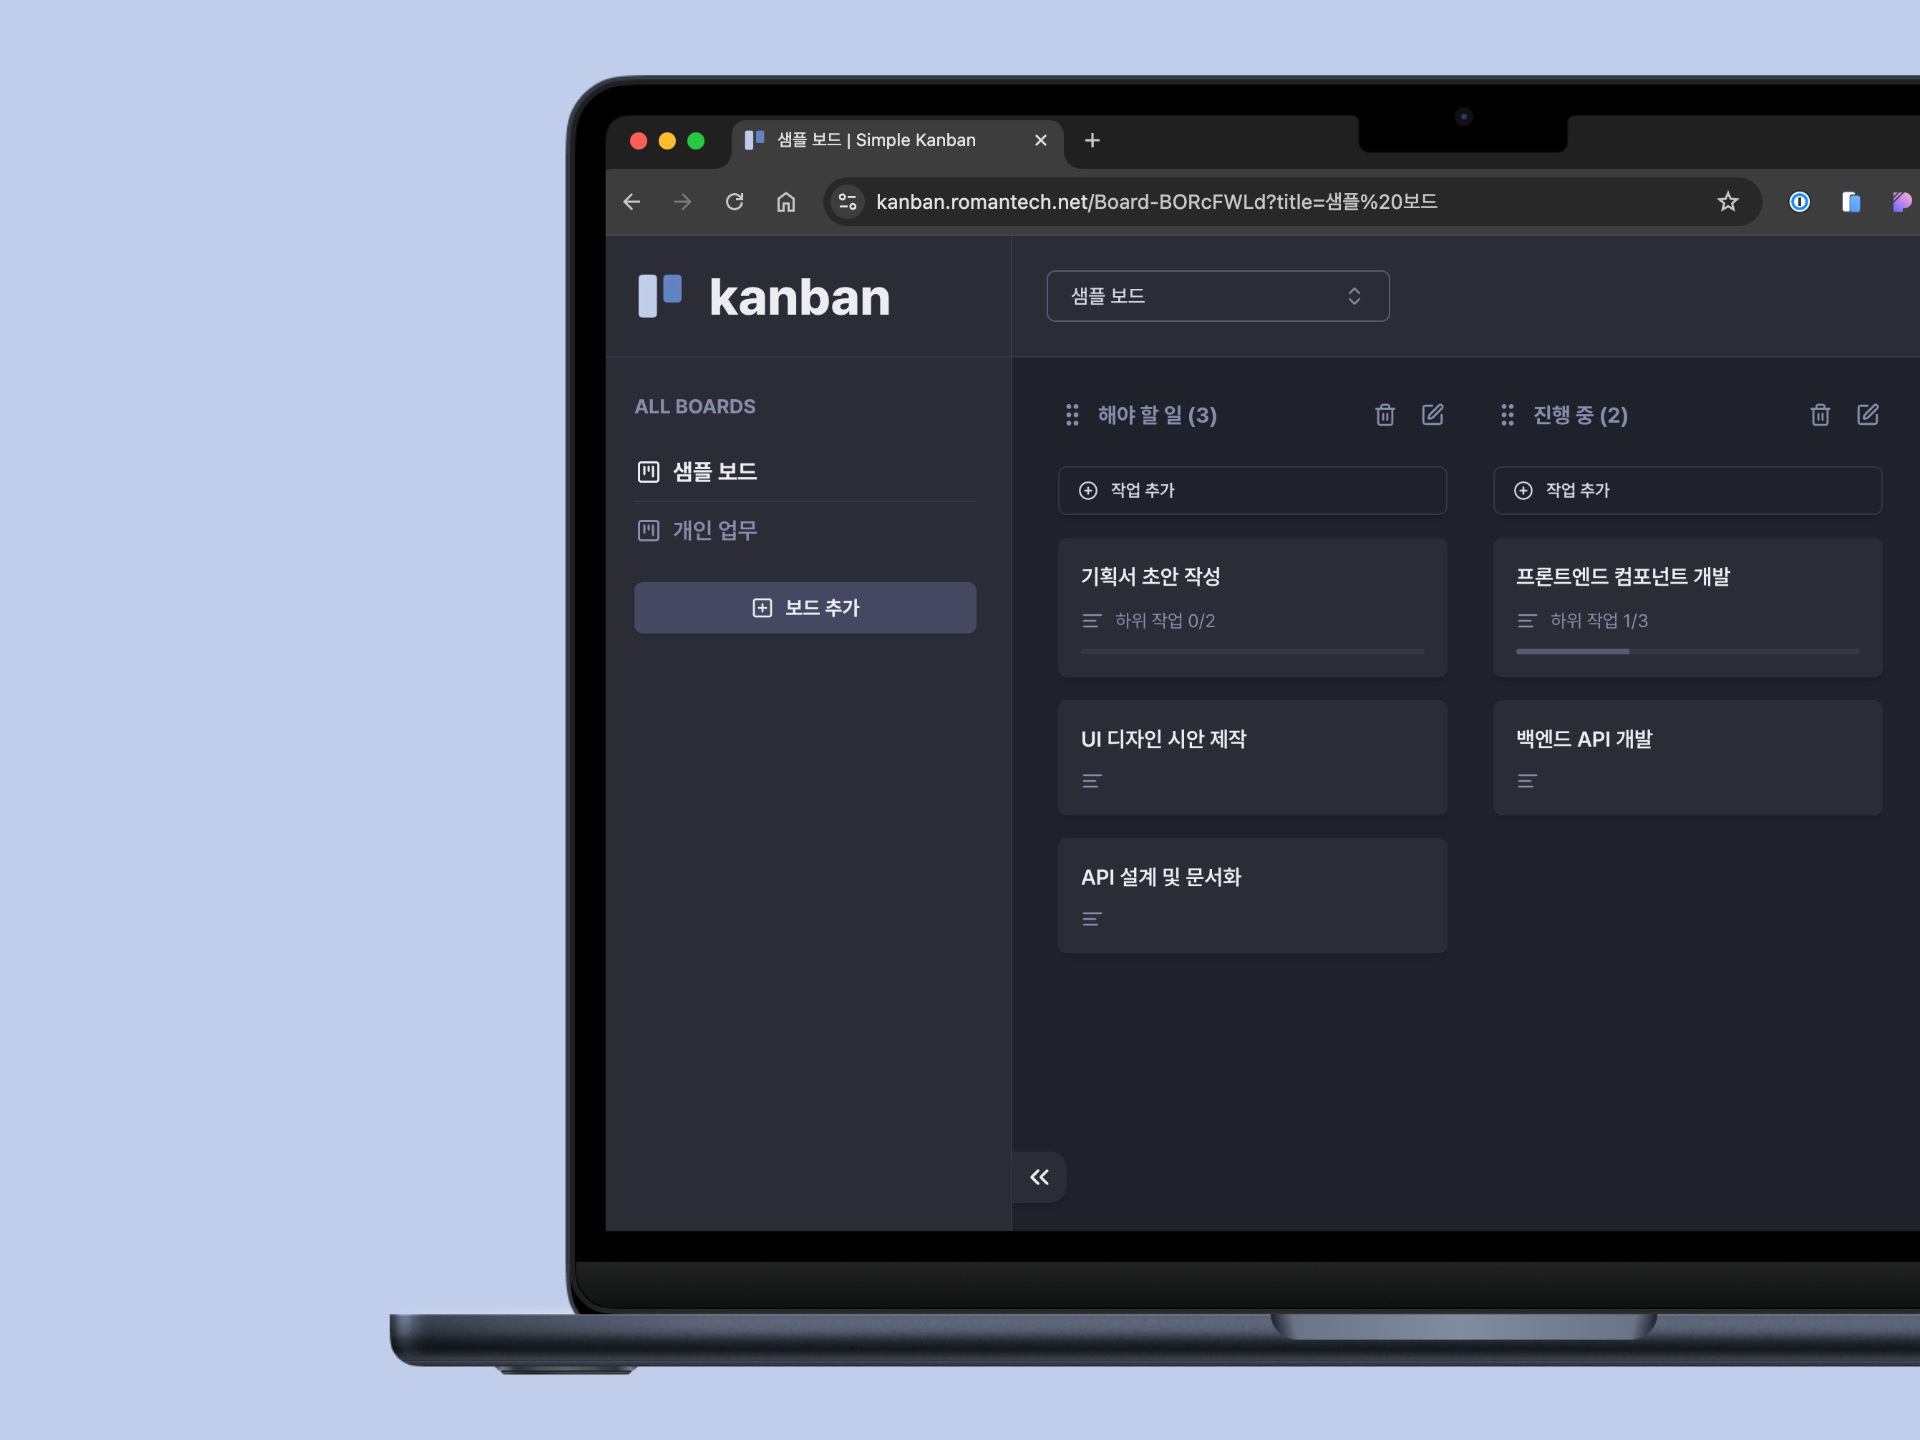 샘플 보드 | Simple Kanban
kanban.romantech.net/Board-BORcFWLd?title=샘플%20보드
kanban
샘플 보드
ALL BOARDS
샘플 보드
개인 업무
보드 추가
해야 할 일 (3)
작업 추가
기획서 초안 작성
하위 작업 0/2
UI 디자인 시안 제작
API 설계 및 문서화
진행 중 (2)
작업 추가
프론트엔드 컴포넌트 개발
하위 작업 1/3
백엔드 API 개발